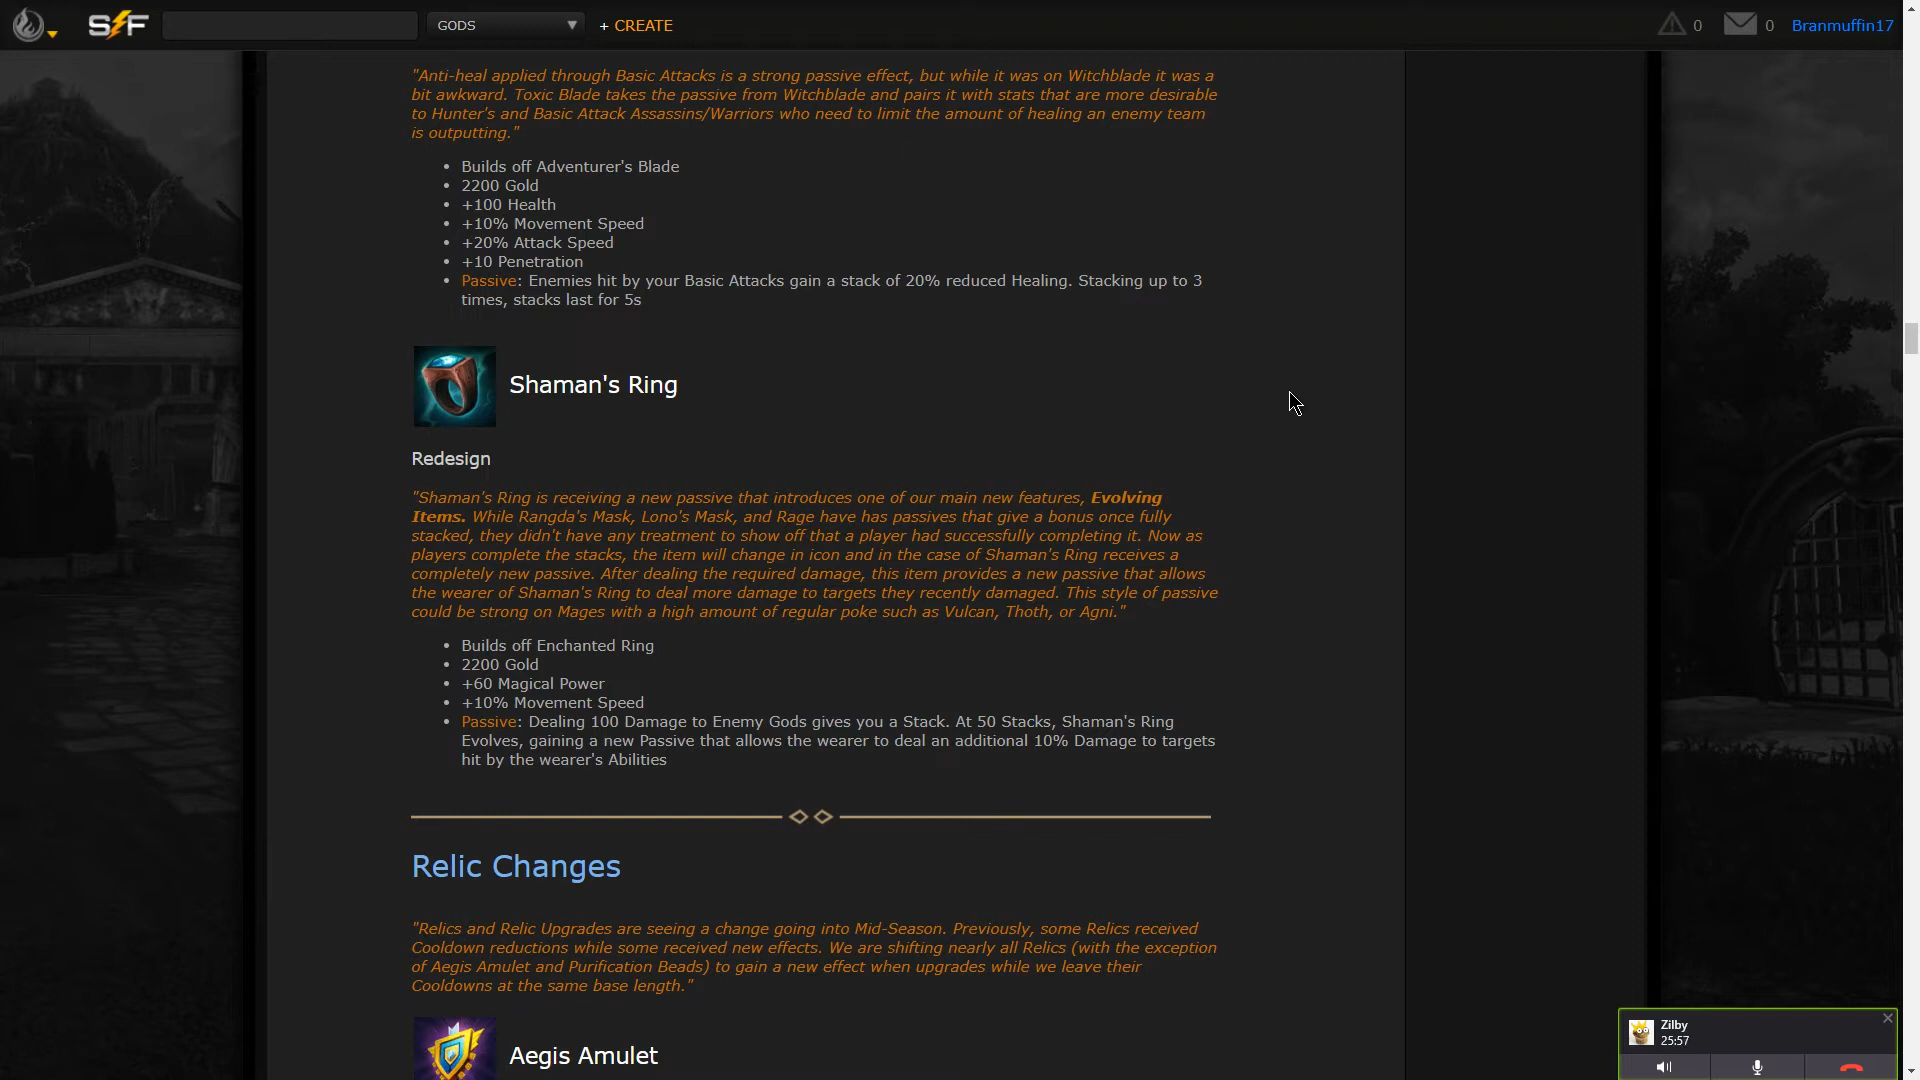 SF
GODS
+ CREATE
0
0
Branmuffin17
"Anti-heal applied through Basic Attacks is a strong passive effect, but while it was on Witchblade it was a
bit awkward. Toxic Blade takes the passive from Witchblade and pairs it with stats that are more desirable
to Hunter's and Basic Attack Assassins/Warriors who need to limit the amount of healing an enemy team
is outputting."
• Builds off Adventurer's Blade
• 2200 Gold
• +100 Health
• +10% Movement Speed
• +20% Attack Speed
• +10 Penetration
• Passive: Enemies hit by your Basic Attacks gain a stack of 20% reduced Healing. Stacking up to 3
times, stacks last for 5s
Shaman's Ring
Redesign
"Shaman's Ring is receiving a new passive that introduces one of our main new features, Evolving
Items. While Rangda's Mask, Lono's Mask, and Rage have has passives that give a bonus once fully
stacked, they didn't have any treatment to show off that a player had successfully completing it. Now as
players complete the stacks, the item will change in icon and in the case of Shaman's Ring receives a
completely new passive. After dealing the required damage, this item provides a new passive that allows
the wearer of Shaman's Ring to deal more damage to targets they recently damaged. This style of passive
could be strong on Mages with a high amount of regular poke such as Vulcan, Thoth, or Agni."
• Builds off Enchanted Ring
• 2200 Gold
• +60 Magical Power
• +10% Movement Speed
• Passive: Dealing 100 Damage to Enemy Gods gives you a Stack. At 50 Stacks, Shaman's Ring
Evolves, gaining a new Passive that allows the wearer to deal an additional 10% Damage to targets
hit by the wearer's Abilities
Relic Changes
"Relics and Relic Upgrades are seeing a change going into Mid-Season. Previously, some Relics received
Cooldown reductions while some received new effects. We are shifting nearly all Relics (with the exception
of Aegis Amulet and Purification Beads) to gain a new effect when upgrades while we leave their
Cooldowns at the same base length."
Aegis Amulet
Zilby
25:57